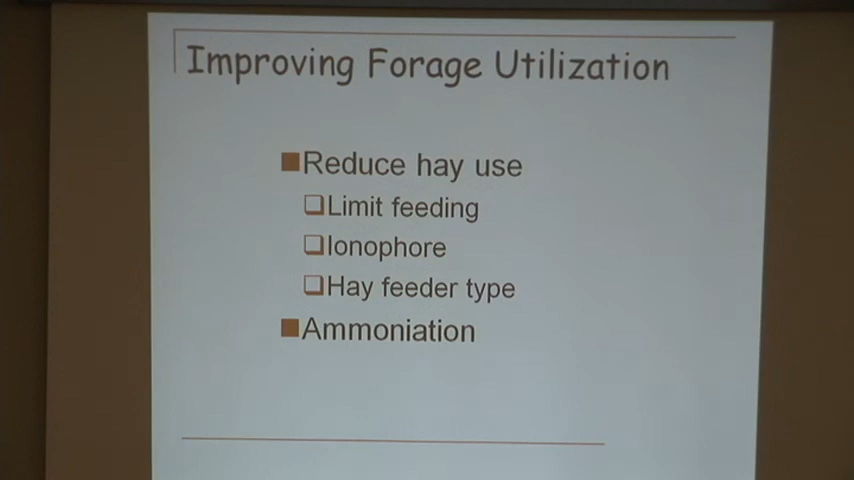 Improving Forage Utilization
Reduce hay use
Limit feeding
Ionophore
Hay feeder type
Ammoniation